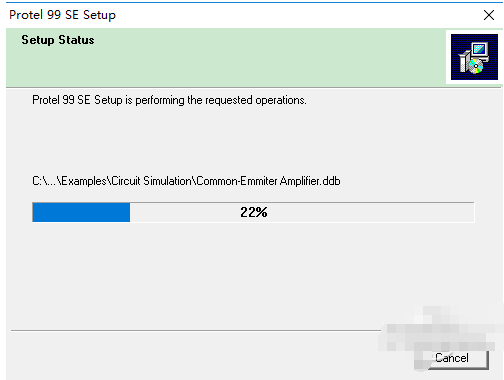 Protel 99 SE Setup
Setup Status
Protel 99 SE Setup is performing the requested operations.
C:\...\Examples\Circuit Simulation\Common-Emmiter Amplifier.ddb
22%
Cancel